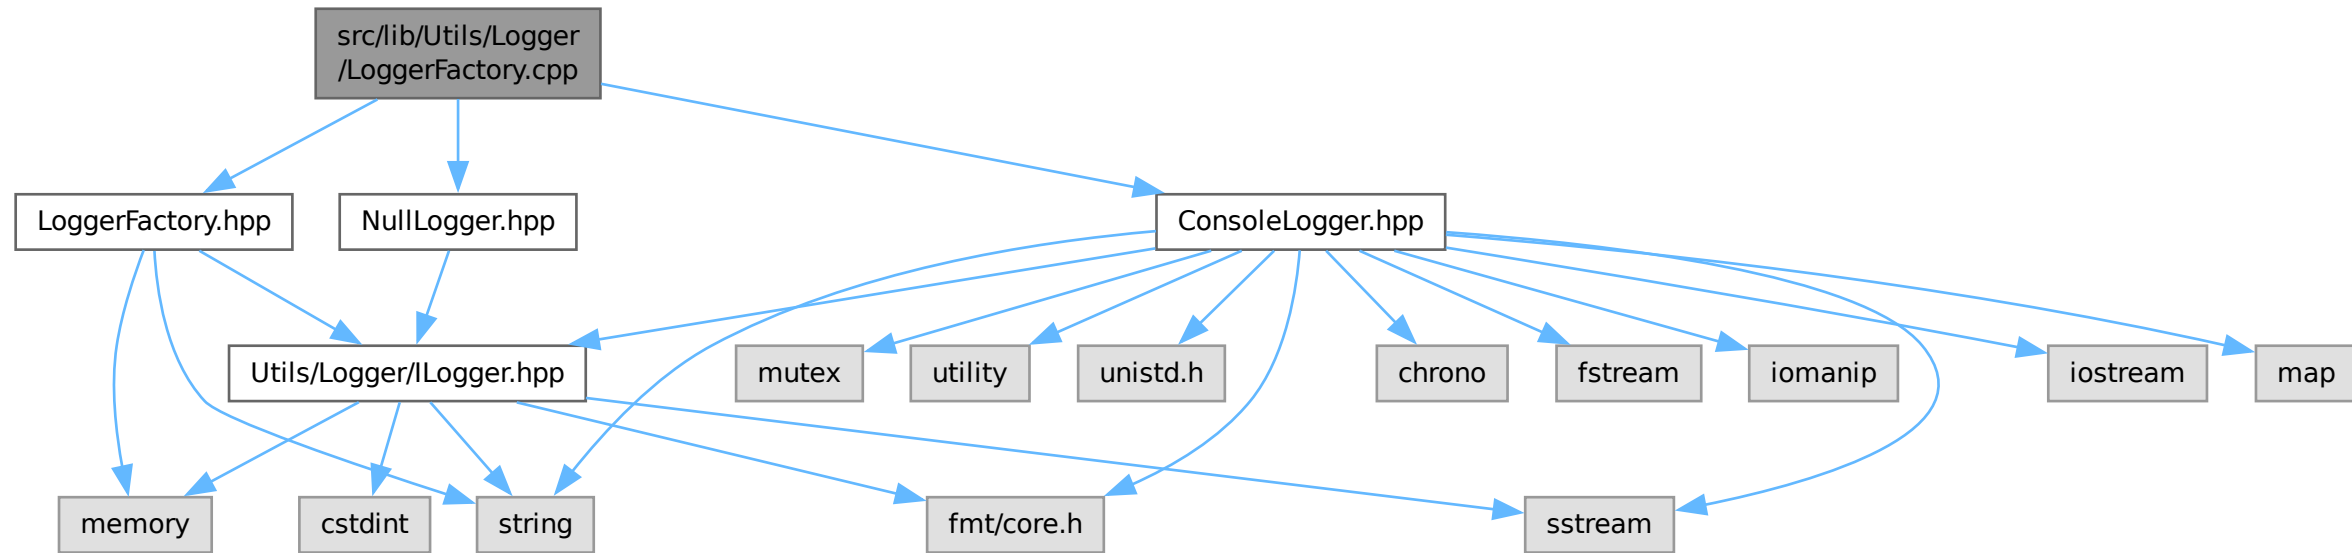 src/lib/Utils/Logger
/LoggerFactory.cpp
LoggerFactory.hpp
NullLogger.hpp
ConsoleLogger.hpp
Utils/Logger/ILogger.hpp
mutex
utility
unistd.h
chrono
fstream
iomanip
iostream
map
memory
cstdint
string
fmt/core.h
sstream